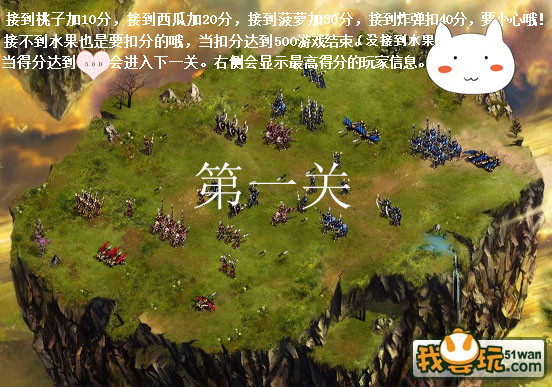 接到桃子加10分，接到西瓜加20分，接到菠萝加30分，接到炸弹扣40分，要小心哦!
接不到水果也是要扣分的哦，当扣分达到500游戏结束。没接到水果
当得分达到500会进入下一关。右侧会显示最高得分的玩家信息。
第一关
我要玩 51wan
.com